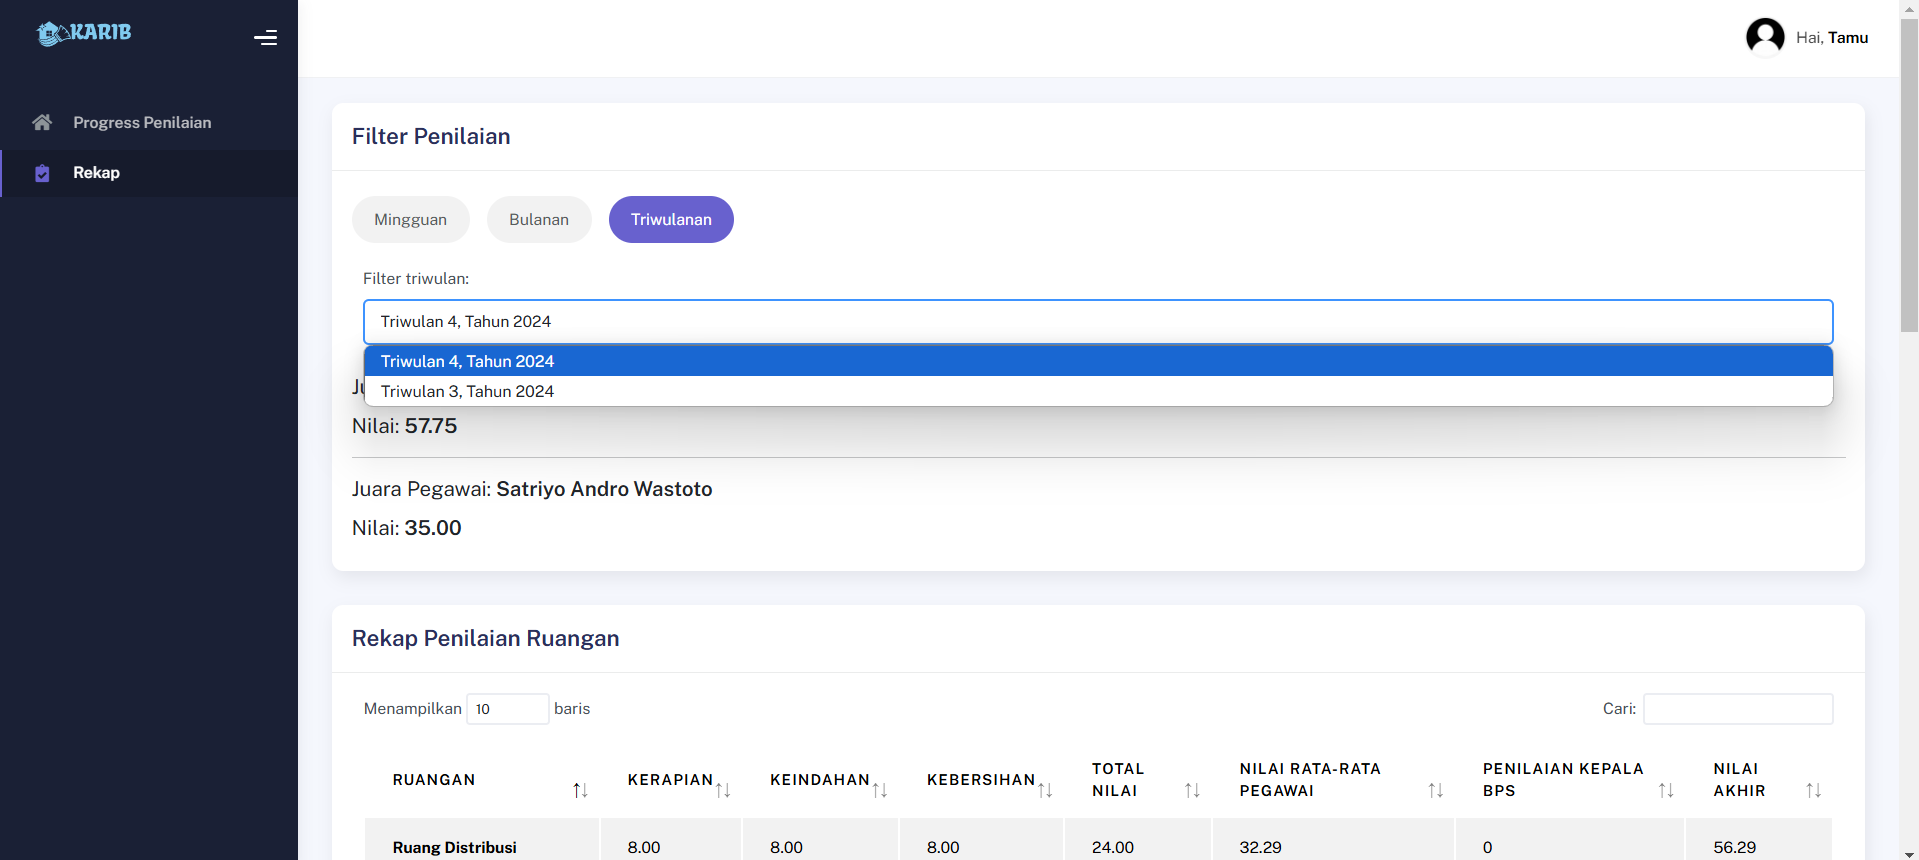 KARIB
Hai, Tamu
Progress Penilaian
Rekap
Filter Penilaian
Mingguan
Bulanan
Triwulanan
Filter triwulan:
Triwulan 4, Tahun 2024
Triwulan 4, Tahun 2024
Triwulan 3, Tahun 2024
Nilai: 57.75
Juara Pegawai: Satriyo Andro Wastoto
Nilai: 35.00
Rekap Penilaian Ruangan
Menampilkan 10 baris
Cari:
RUANGAN
KERAPIAN
KEINDAHAN
KEBERSIHAN
TOTAL
NILAI
NILAI RATA-RATA
PEGAWAI
PENILAIAN KEPALA
BPS
NILAI
AKHIR
Ruang Distribusi 8.00 8.00 8.00 24.00 32.29 0 56.29